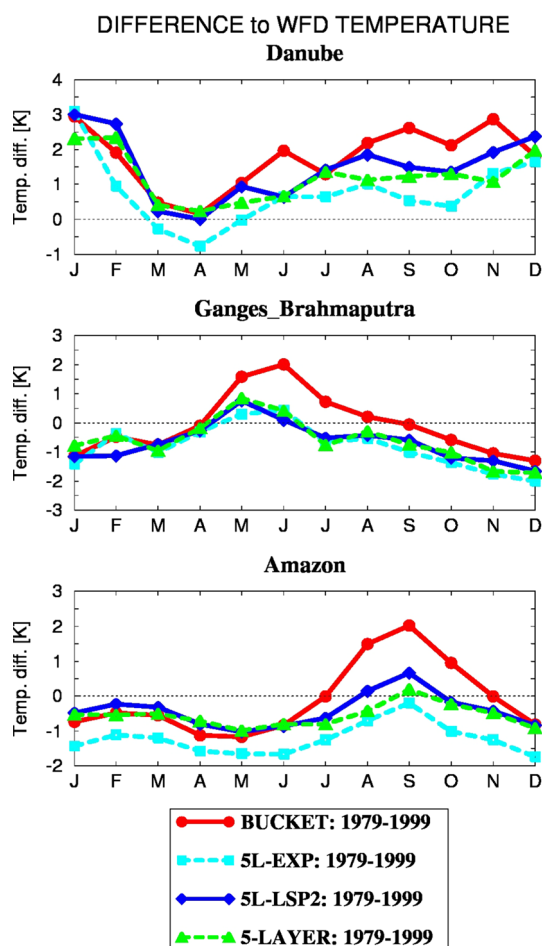 DIFFERENCE to WFD TEMPERATURE
Danube
Temp. diff. [K]
4
3
2
1
0
-1
J F M A M J J A S O N D
Ganges_Brahmaputra
Temp. diff. [K]
3
2
1
0
-1
-2
-3
J F M A M J J A S O N D
Amazon
Temp. diff. [K]
3
2
1
0
-1
-2
J F M A M J J A S O N D
BUCKET: 1979-1999
5L-EXP: 1979-1999
5L-LSP2: 1979-1999
5-LAYER: 1979-1999